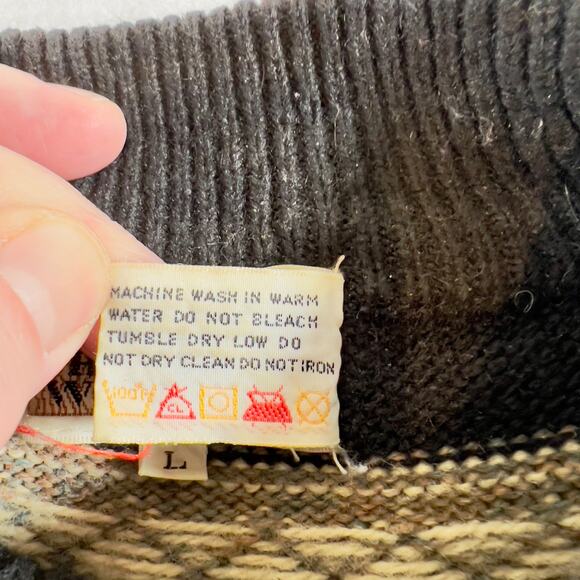 MACHINE WASH IN WARM
WATER DO NOT BLEACH
TUMBLE DRY LOW DO
NOT DRY CLEAN DO NOT IRON
100°F CL
L